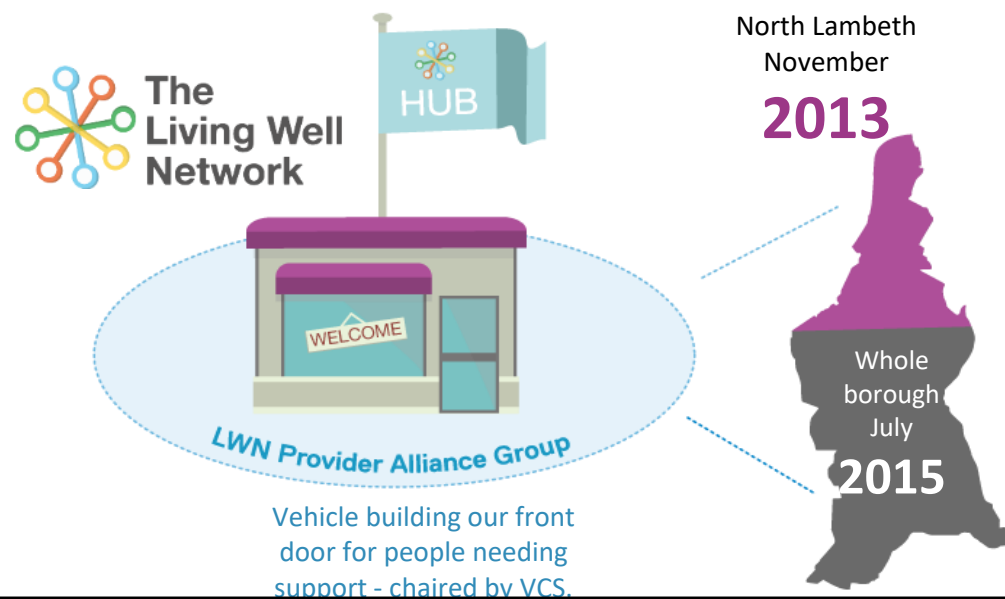 The
Living Well
Network
HUB
WELCOME
LWN Provider Alliance Group
Vehicle building our front
door for people needing
support - chaired by VCS.
North Lambeth
November
2013
Whole
borough
July
2015